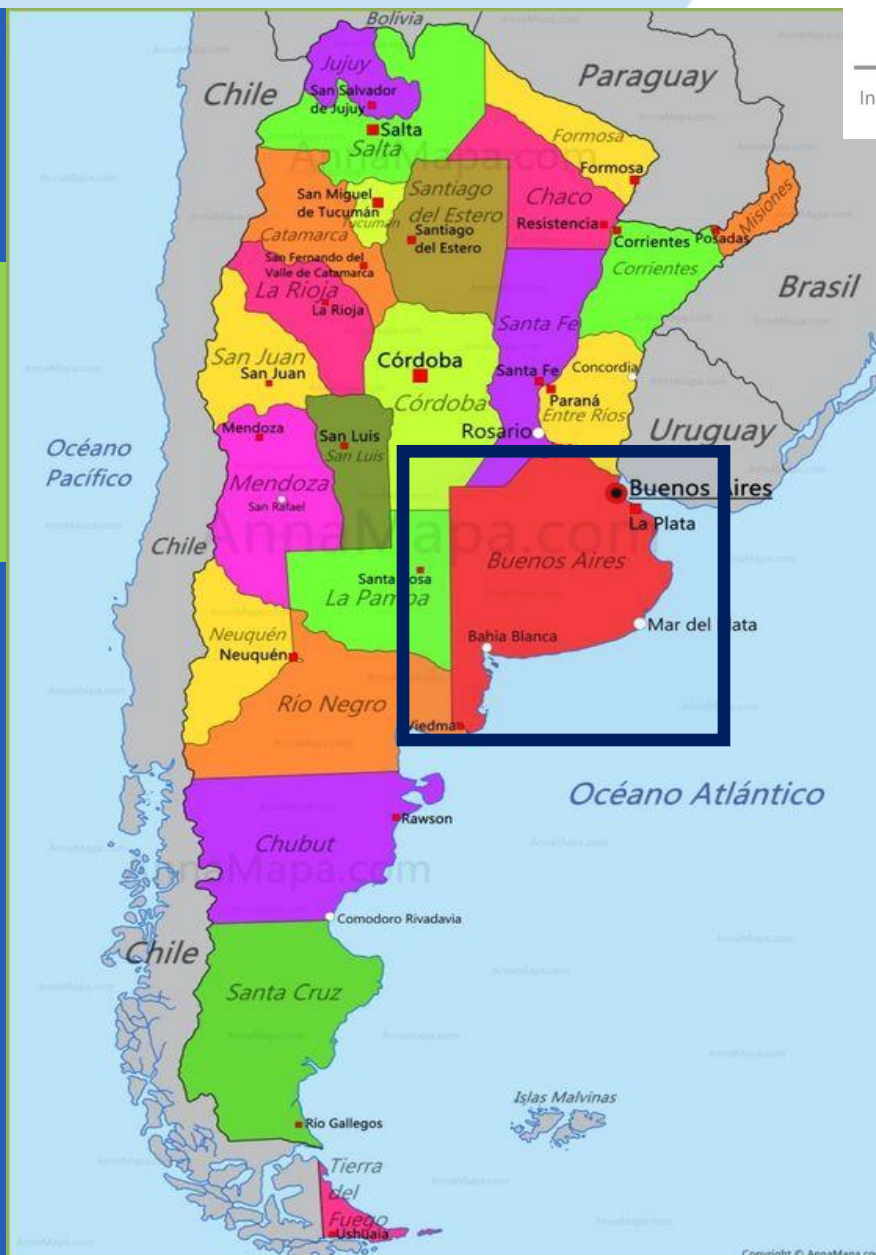 Bolivia
Jujuy
Chile
Paraguay
In
San Salvador
de Jujuy
Salta
Salta
AnnaMapa.com
Formosa
Formosa
San Miguel
de Tucumán
Tucumán
Santiago
del Estero
Chaco
Resistencia
Misiones
Catamarca
Santiago
del Estero
Corrientes
Posadas
San Fernando del
Valle de Catamarca
Corrientes
La Rioja
La Rioja
Brasil
Santa Fe
San Juan
San Juan
Córdoba
Concordia
Santa Fe
Paraná
Córdoba
Entre Ríos
Mendoza
San Luis
San Luis
Rosario
Uruguay
Océano
Pacífico
Mendoza
San Rafael
Buenos Aires
La Plata
AnnaMapa.com
Chile
Buenos Aires
Santa Rosa
La Pampa
Neuquén
Neuquén
Bahía Blanca
Mar del Plata
Río Negro
Viedma
Océano Atlántico
Rawson
Chubut
AnnaMapa.com
Comodoro Rivadavia
Chile
Santa Cruz
Islas Malvinas
Río Gallegos
Tierra
del
Fuego
Ushuaia
Copyright © AnnaMapa.co